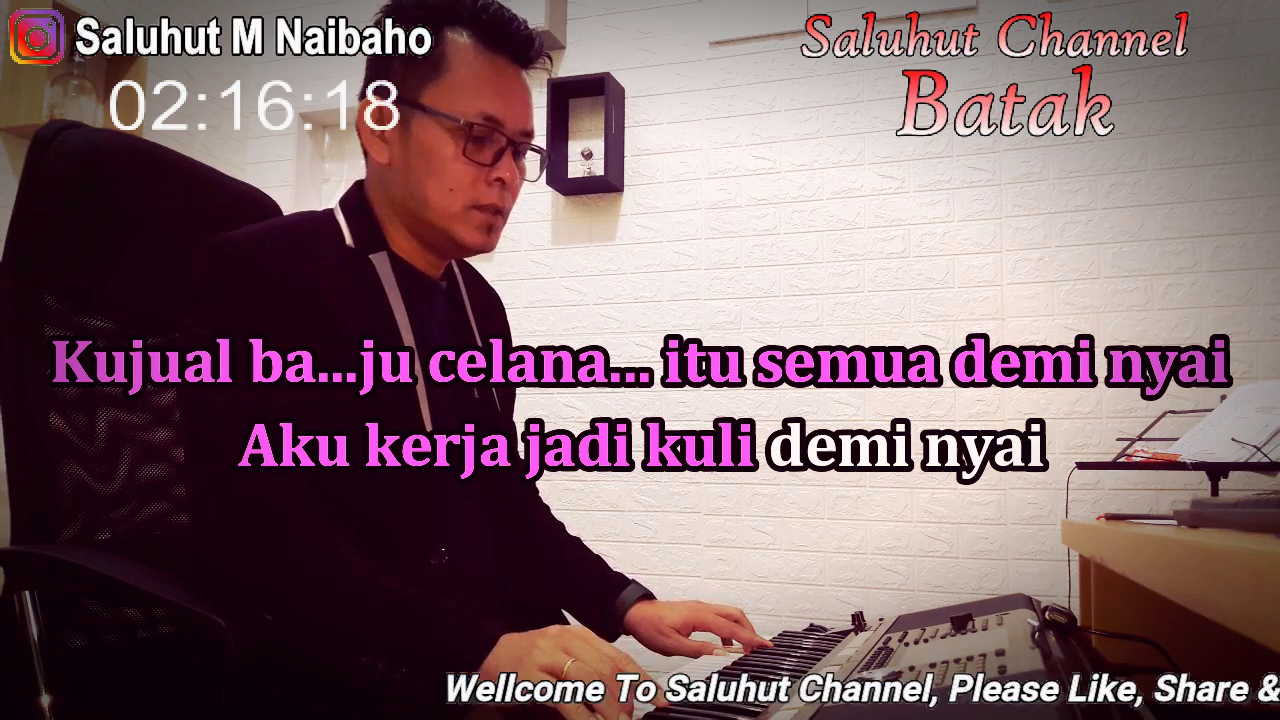 Saluhut M Naibaho
02:16:18
Saluhut Channel
Batak
Kujual ba...ju celana... itu semua demi nyai
Aku kerja jadi kuli demi nyai
Wellcome To Saluhut Channel, Please Like, Share &